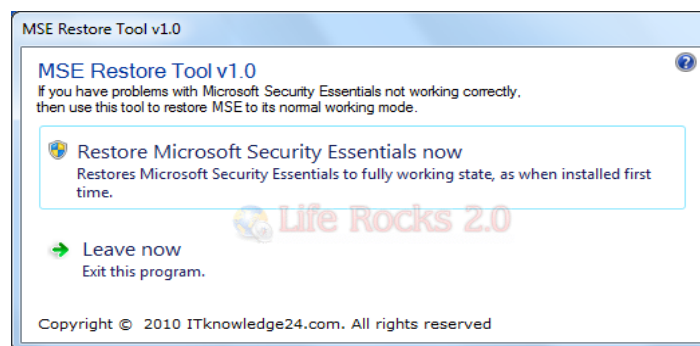 MSE Restore Tool v1.0
MSE Restore Tool v1.0
If you have problems with Microsoft Security Essentials not working correctly,
then use this tool to restore MSE to its normal working mode.
Restore Microsoft Security Essentials now
Restores Microsoft Security Essentials to fully working state, as when installed first
time.
Life Rocks 2.0
Leave now
Exit this program.
Copyright © 2010 ITknowledge24.com. All rights reserved